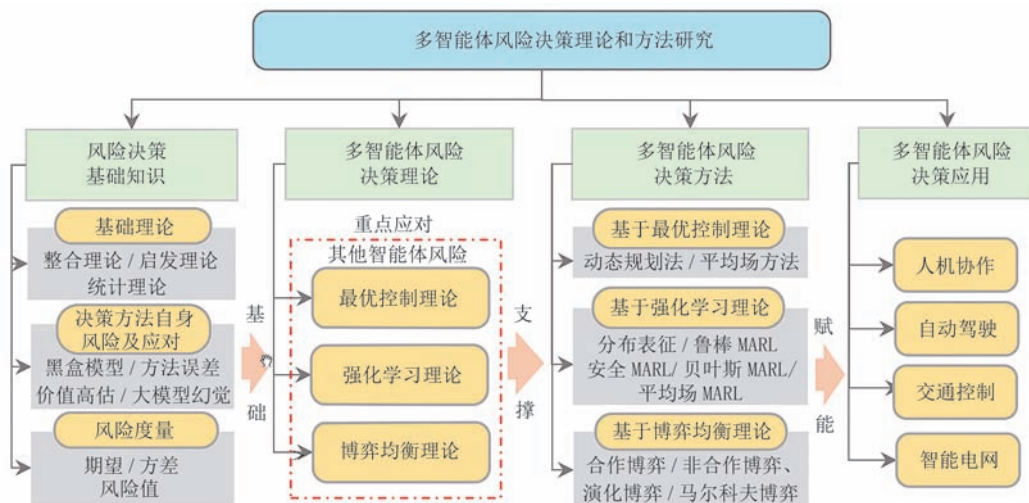 多智能体风险决策理论和方法研究
风险决策
基础知识
基础理论
整合理论 / 启发理论
统计理论
决策方法自身
风险及应对
黑盒模型 / 方法误差
价值高估 / 大模型幻觉
风险度量
期望 / 方差
风险值
基
础
多智能体风险
决策理论
重点应对
其他智能体风险
最优控制理论
强化学习理论
博弈均衡理论
支
撑
多智能体风险
决策方法
基于最优控制理论
动态规划法 / 平均场方法
基于强化学习理论
分布表征 / 鲁棒 MARL
安全 MARL/ 贝叶斯 MARL/
平均场 MARL
基于博弈均衡理论
合作博弈 / 非合作博弈、
演化博弈 / 马尔科夫博弈
赋
能
多智能体风险
决策应用
人机协作
自动驾驶
交通控制
智能电网